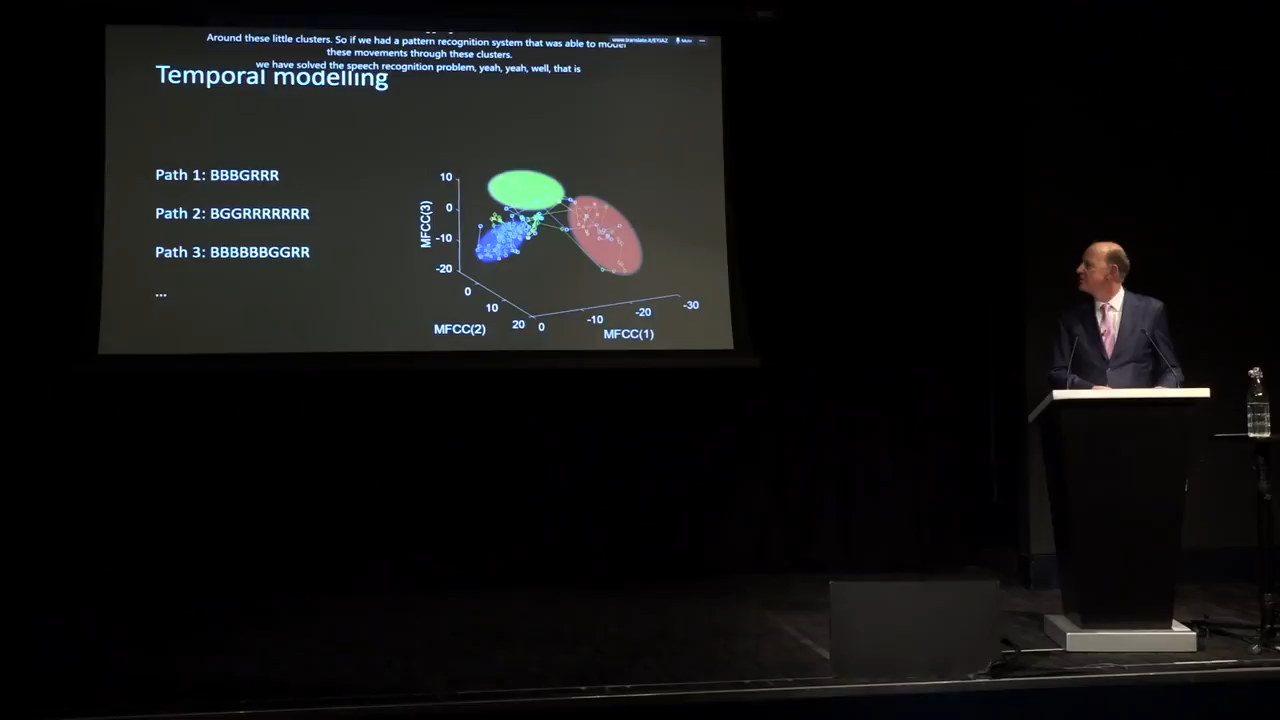 Around these little clusters. So if we had a pattern recognition system that was able to model
these movements through these clusters.
we have solved the speech recognition problem, yeah, yeah, well, that is
Temporal modelling
Path 1: BBBGRRR
Path 2: BGGRRRRRRR
Path 3: BBBBBBGGRR
...
MFCC(3)
10
0
-10
-20
0
10
20
MFCC(2)
0
-10
-20
-30
MFCC(1)